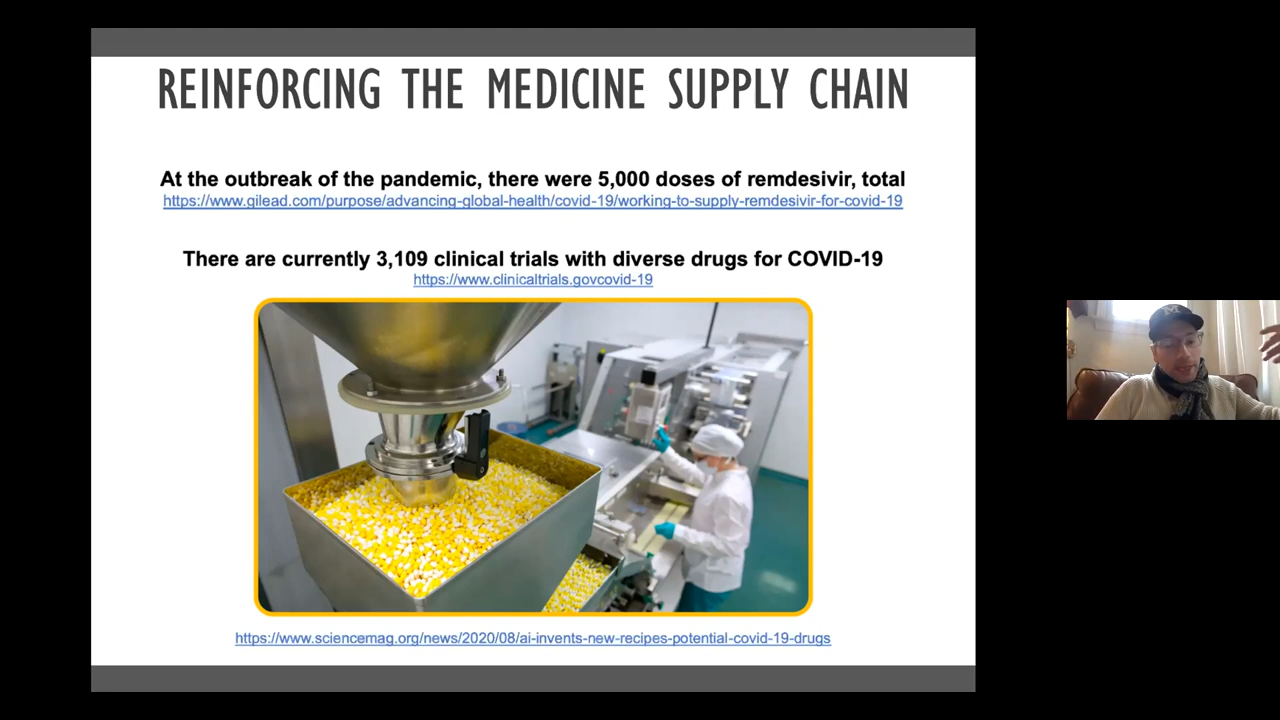 REINFORCING THE MEDICINE SUPPLY CHAIN
At the outbreak of the pandemic, there were 5,000 doses of remdesivir, total
https://www.gilead.com/purpose/advancing-global-health/covid-19/working-to-supply-remdesivir-for-covid-19
There are currently 3,109 clinical trials with diverse drugs for COVID-19
https://www.clinicaltrials.govcovid-19
https://www.sciencemag.org/news/2020/08/ai-invents-new-recipes-potential-covid-19-drugs